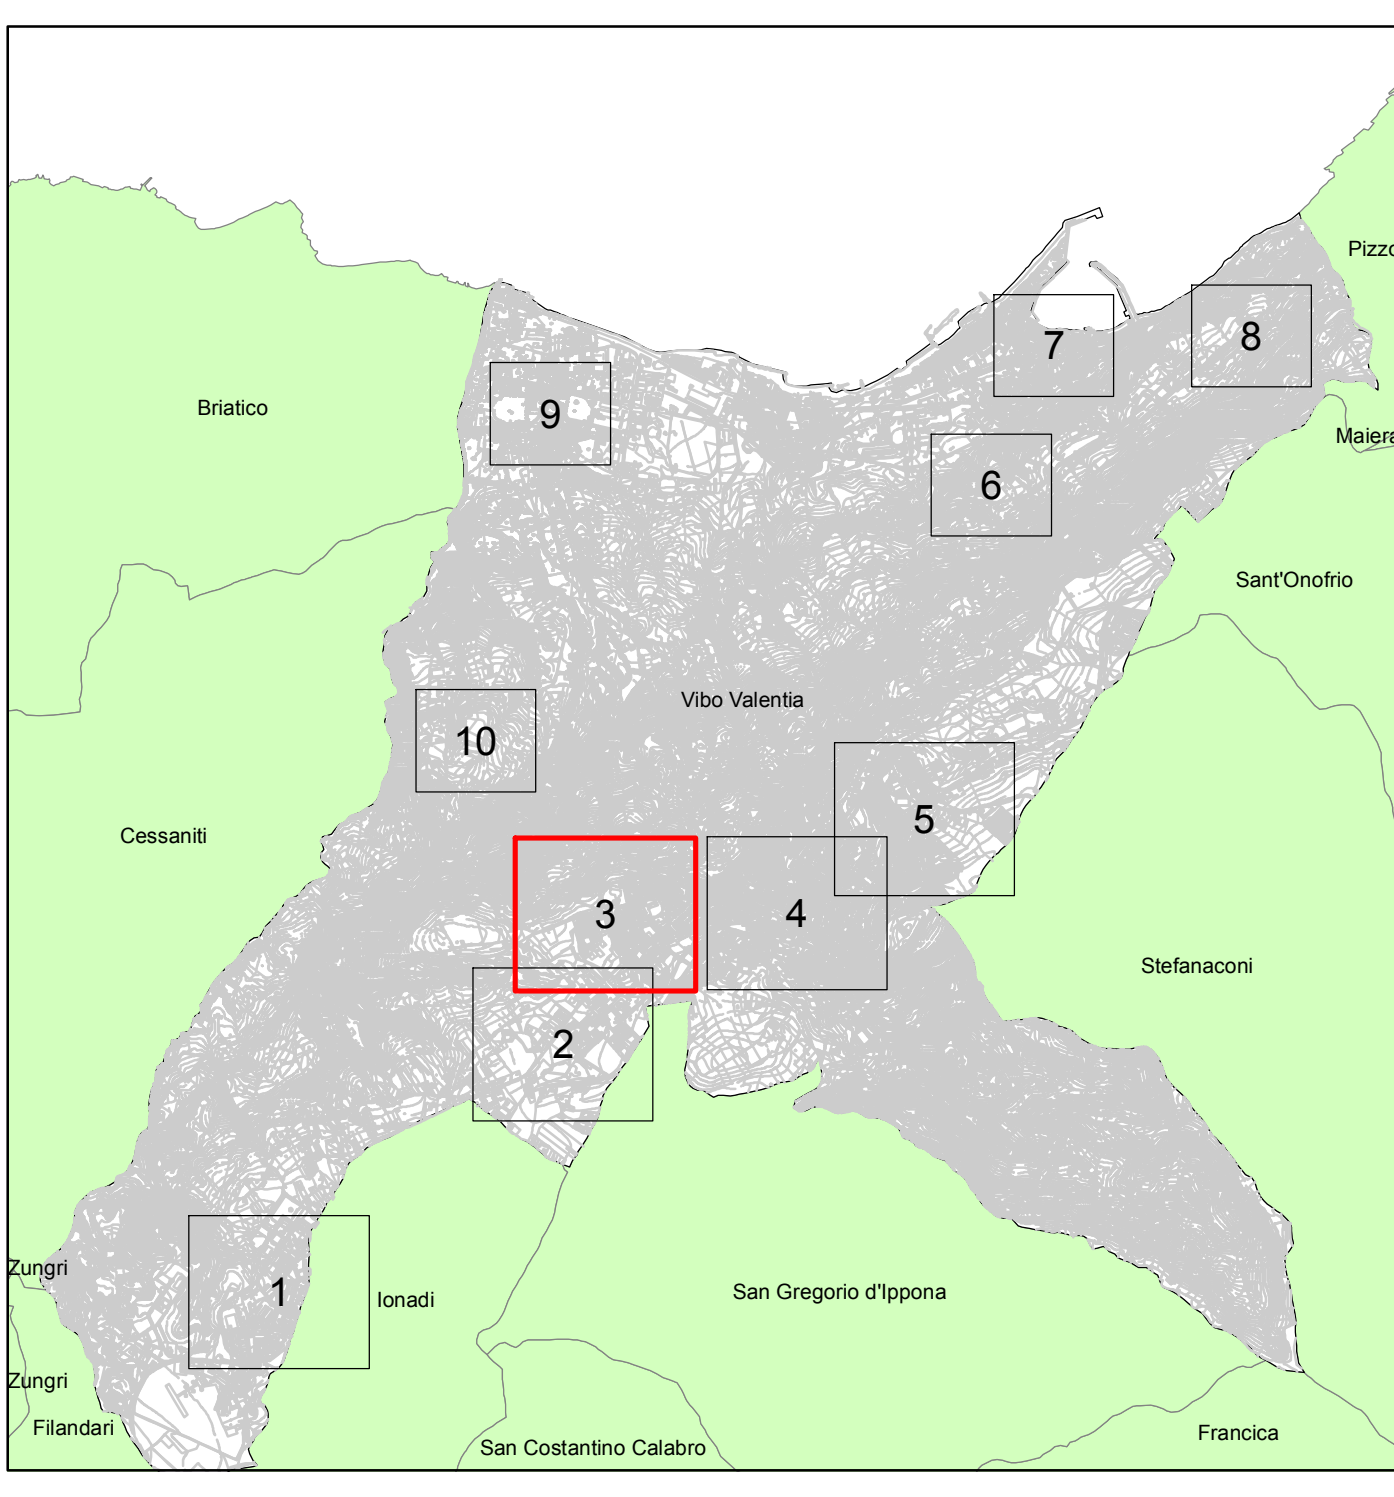 Pizzo
8
7
Briatico
9
Maiera
6
Sant'Onofrio
Vibo Valentia
10
5
Cessaniti
3
4
Stefanaconi
2
Zungri
1
Ionadi
San Gregorio d'Ippona
Zungri
Filandari
San Costantino Calabro
Francica